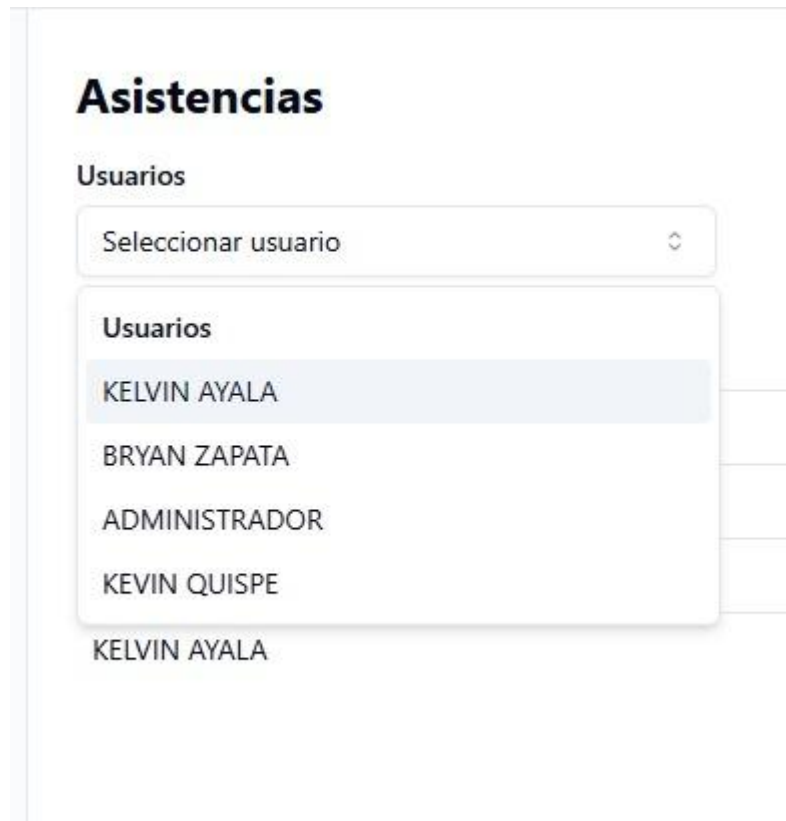 Asistencias
Usuarios
Seleccionar usuario
Usuarios
KELVIN AYALA
BRYAN ZAPATA
ADMINISTRADOR
KEVIN QUISPE
KELVIN AYALA